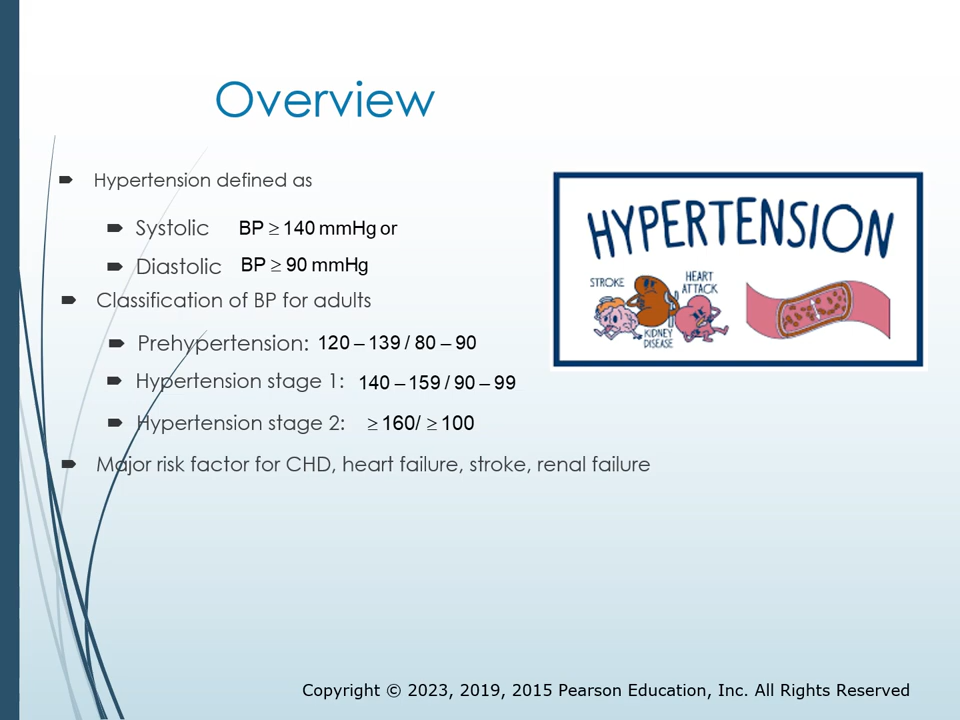 Overview
Hypertension defined as
Systolic BP ≥ 140 mmHg or
Diastolic BP ≥ 90 mmHg
Classification of BP for adults
Prehypertension: 120 – 139 / 80 – 90
Hypertension stage 1: 140 – 159 / 90 – 99
Hypertension stage 2: ≥ 160/ ≥ 100
Major risk factor for CHD, heart failure, stroke, renal failure
HYPERTENSION
STROKE
HEART
ATTACK
KIDNEY
DISEASE
Copyright © 2023, 2019, 2015 Pearson Education, Inc. All Rights Reserved